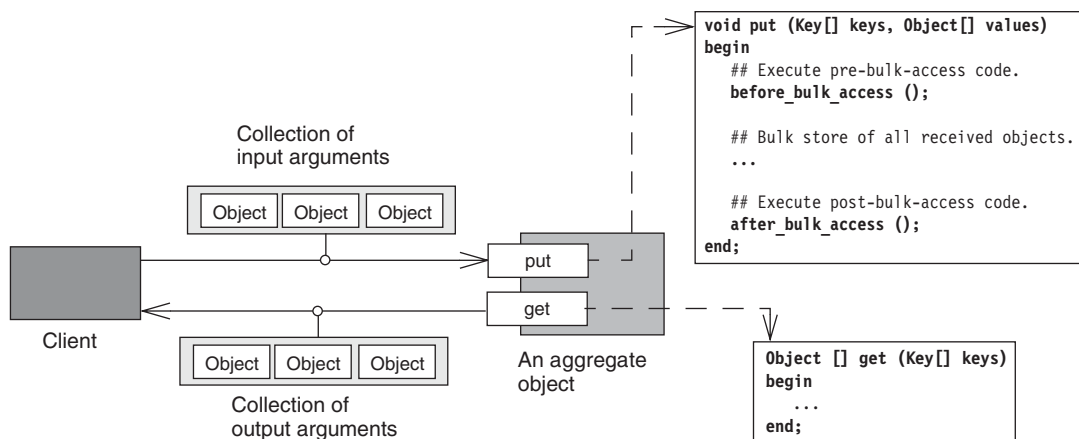 void put (Key[] keys, Object[] values)
begin
## Execute pre-bulk-access code.
before_bulk_access ();
## Bulk store of all received objects.
...
## Execute post-bulk-access code.
after_bulk_access ();
end;
Collection of
input arguments
Object Object Object
put
get
Client
Object Object Object
An aggregate
object
Collection of
output arguments
Object [] get (Key[] keys)
begin
...
end;